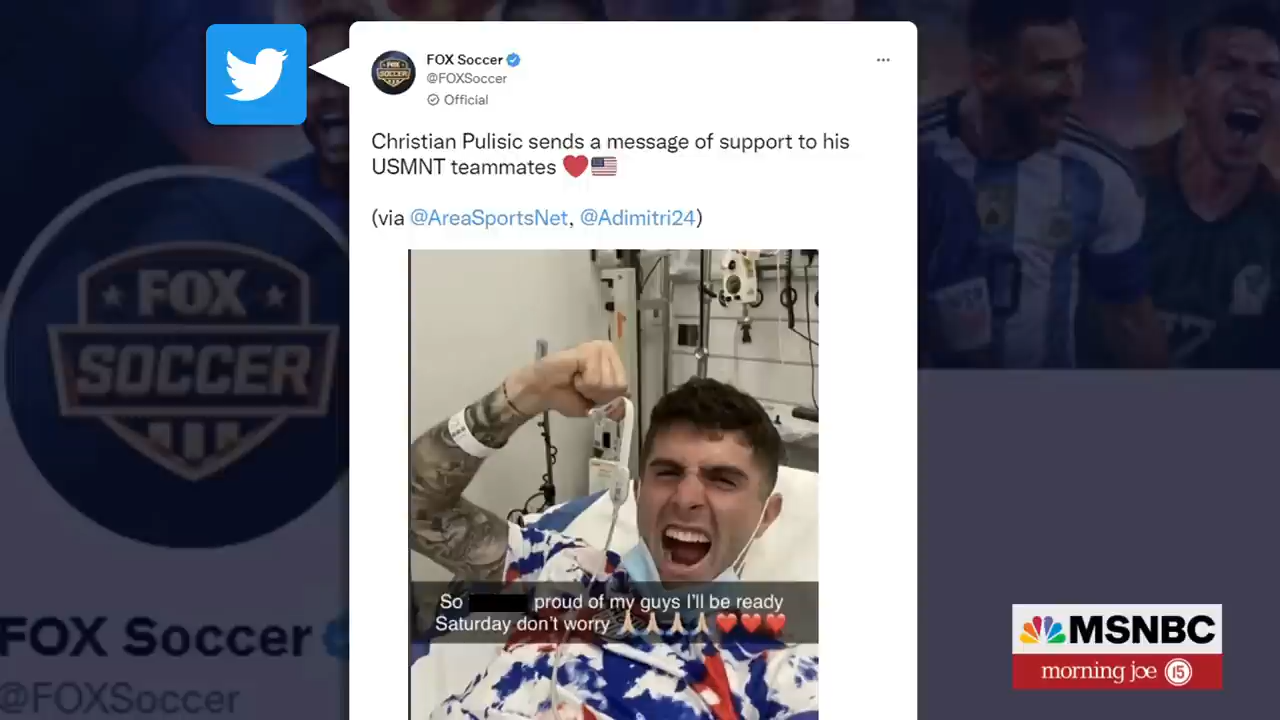 FOX Soccer
@FOXSoccer
Official
Christian Pulisic sends a message of support to his
USMNT teammates ❤️🇺🇸
(via @AreaSportsNet, @Adimitri24)
So proud of my guys I'll be ready
Saturday don't worry 🙏🏼🙏🏼🙏🏼🙏🏼❤️❤️❤️
FOX
SOCCER
FOX Soccer
@FOXSoccer
MSNBC
morning joe 15